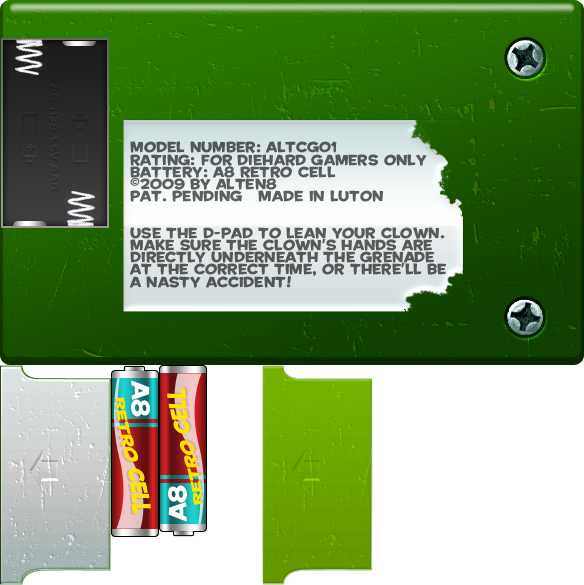 MODEL NUMBER: ALTCG01
RATING: FOR DIEHARD GAMERS ONLY
BATTERY: A8 RETRO CELL
©2009 BY ALTEN8
PAT. PENDING MADE IN LUTON
USE THE D-PAD TO LEAN YOUR CLOWN.
MAKE SURE THE CLOWN'S HANDS ARE
DIRECTLY UNDERNEATH THE GRENADE
AT THE CORRECT TIME, OR THERE'LL BE
A NASTY ACCIDENT!
A8
RETRO CELL
A8
RETRO CELL